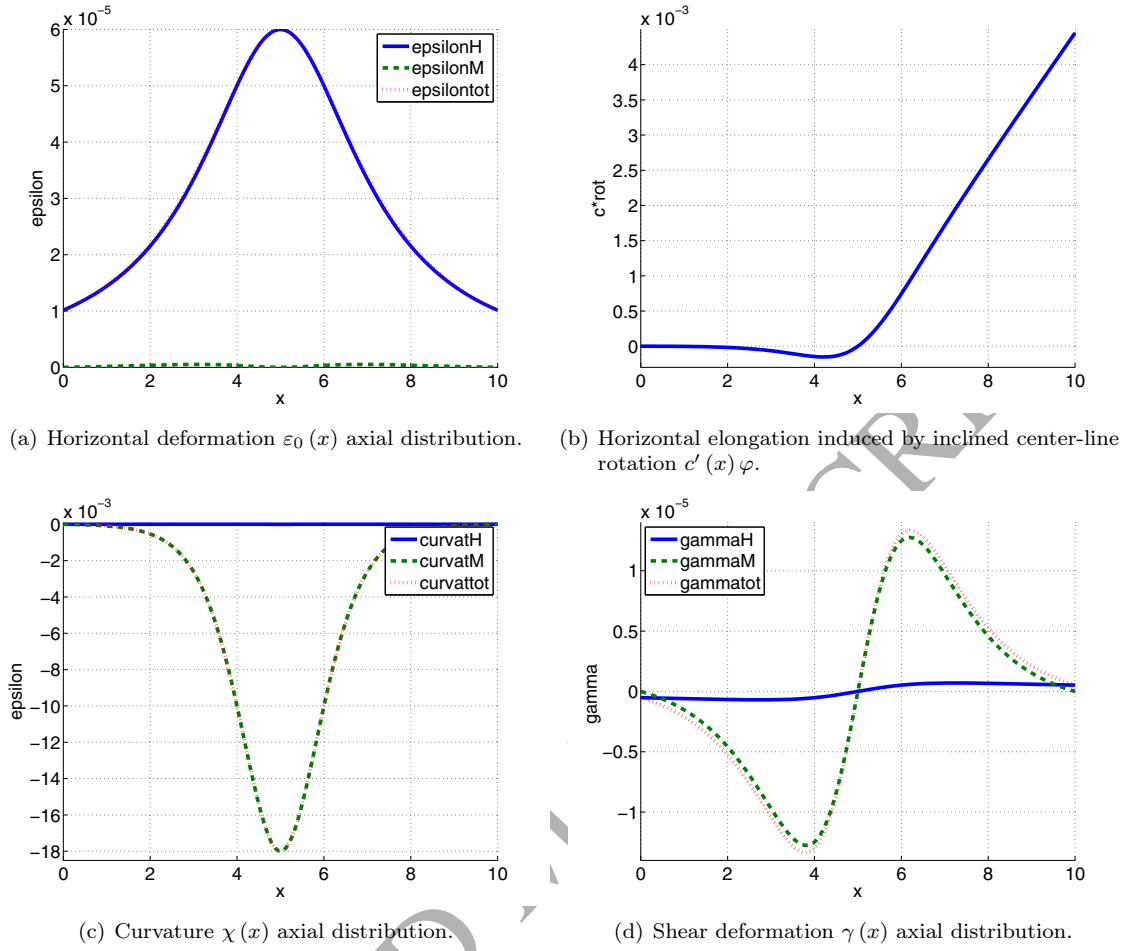 x 10⁻⁵
6
5
4
3
2
1
0
epsilon
0 2 4 6 8 10
x
epsilonH
epsilonM
epsilontot
(a) Horizontal deformation ε₀ (x) axial distribution.
x 10⁻³
4
3.5
3
2.5
2
1.5
1
0.5
0
c*rot
0 2 4 6 8 10
x
(b) Horizontal elongation induced by inclined center-line
rotation c′ (x) φ.
x 10⁻³
0
−2
−4
−6
−8
−10
−12
−14
−16
−18
epsilon
0 2 4 6 8 10
x
curvatH
curvatM
curvattot
(c) Curvature χ (x) axial distribution.
x 10⁻⁵
1
0.5
0
−0.5
−1
gamma
0 2 4 6 8 10
x
gammaH
gammaM
gammatot
(d) Shear deformation γ (x) axial distribution.